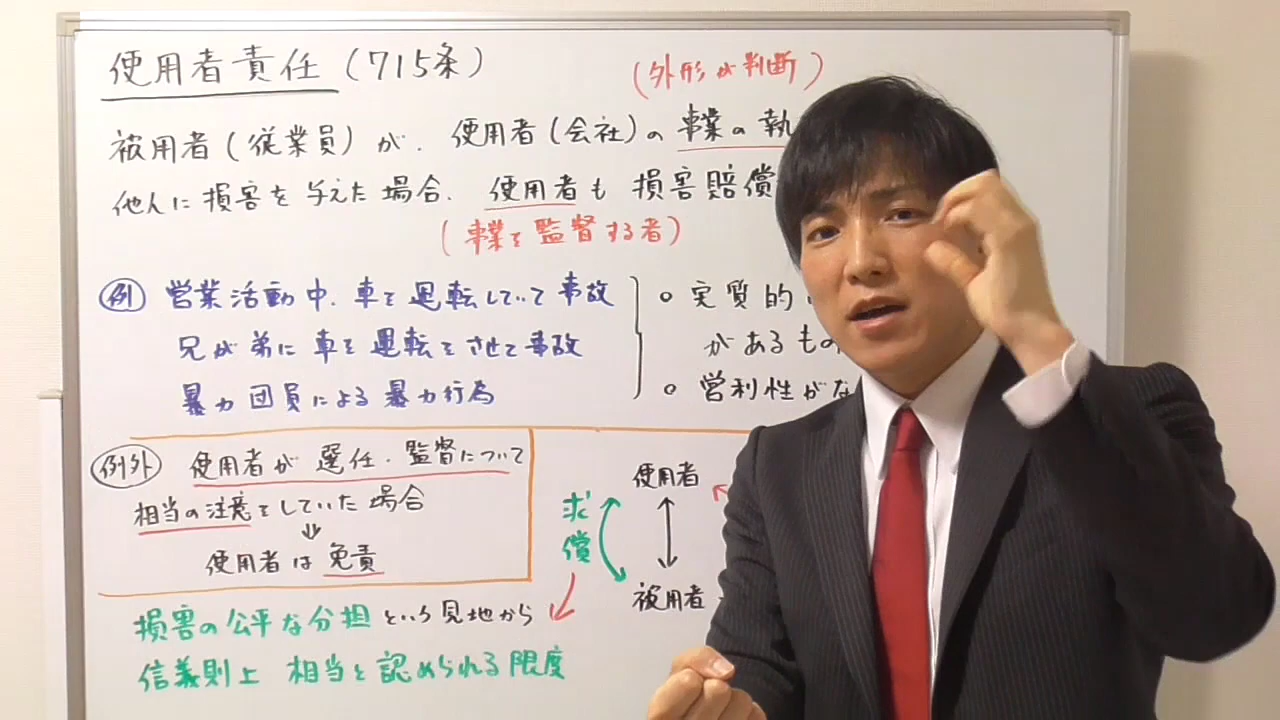 使用者責任(715条)
(外形が判断)
被用者(従業員)が、使用者(会社)の事業の執
他人に損害を与えた場合、使用者も損害賠償
(事業を監督する者)
例 営業活動中、車を運転していて事故
兄が弟に車を運転をさせて事故
暴力団員による暴力行為
○実質的
があるもの
○営利性がな
例外 使用者が選任、監督について
相当の注意をしていた場合
使用者は免責
使用者
求償
被用者
損害の公平な分担という見地から
信義則上 相当と認められる限度